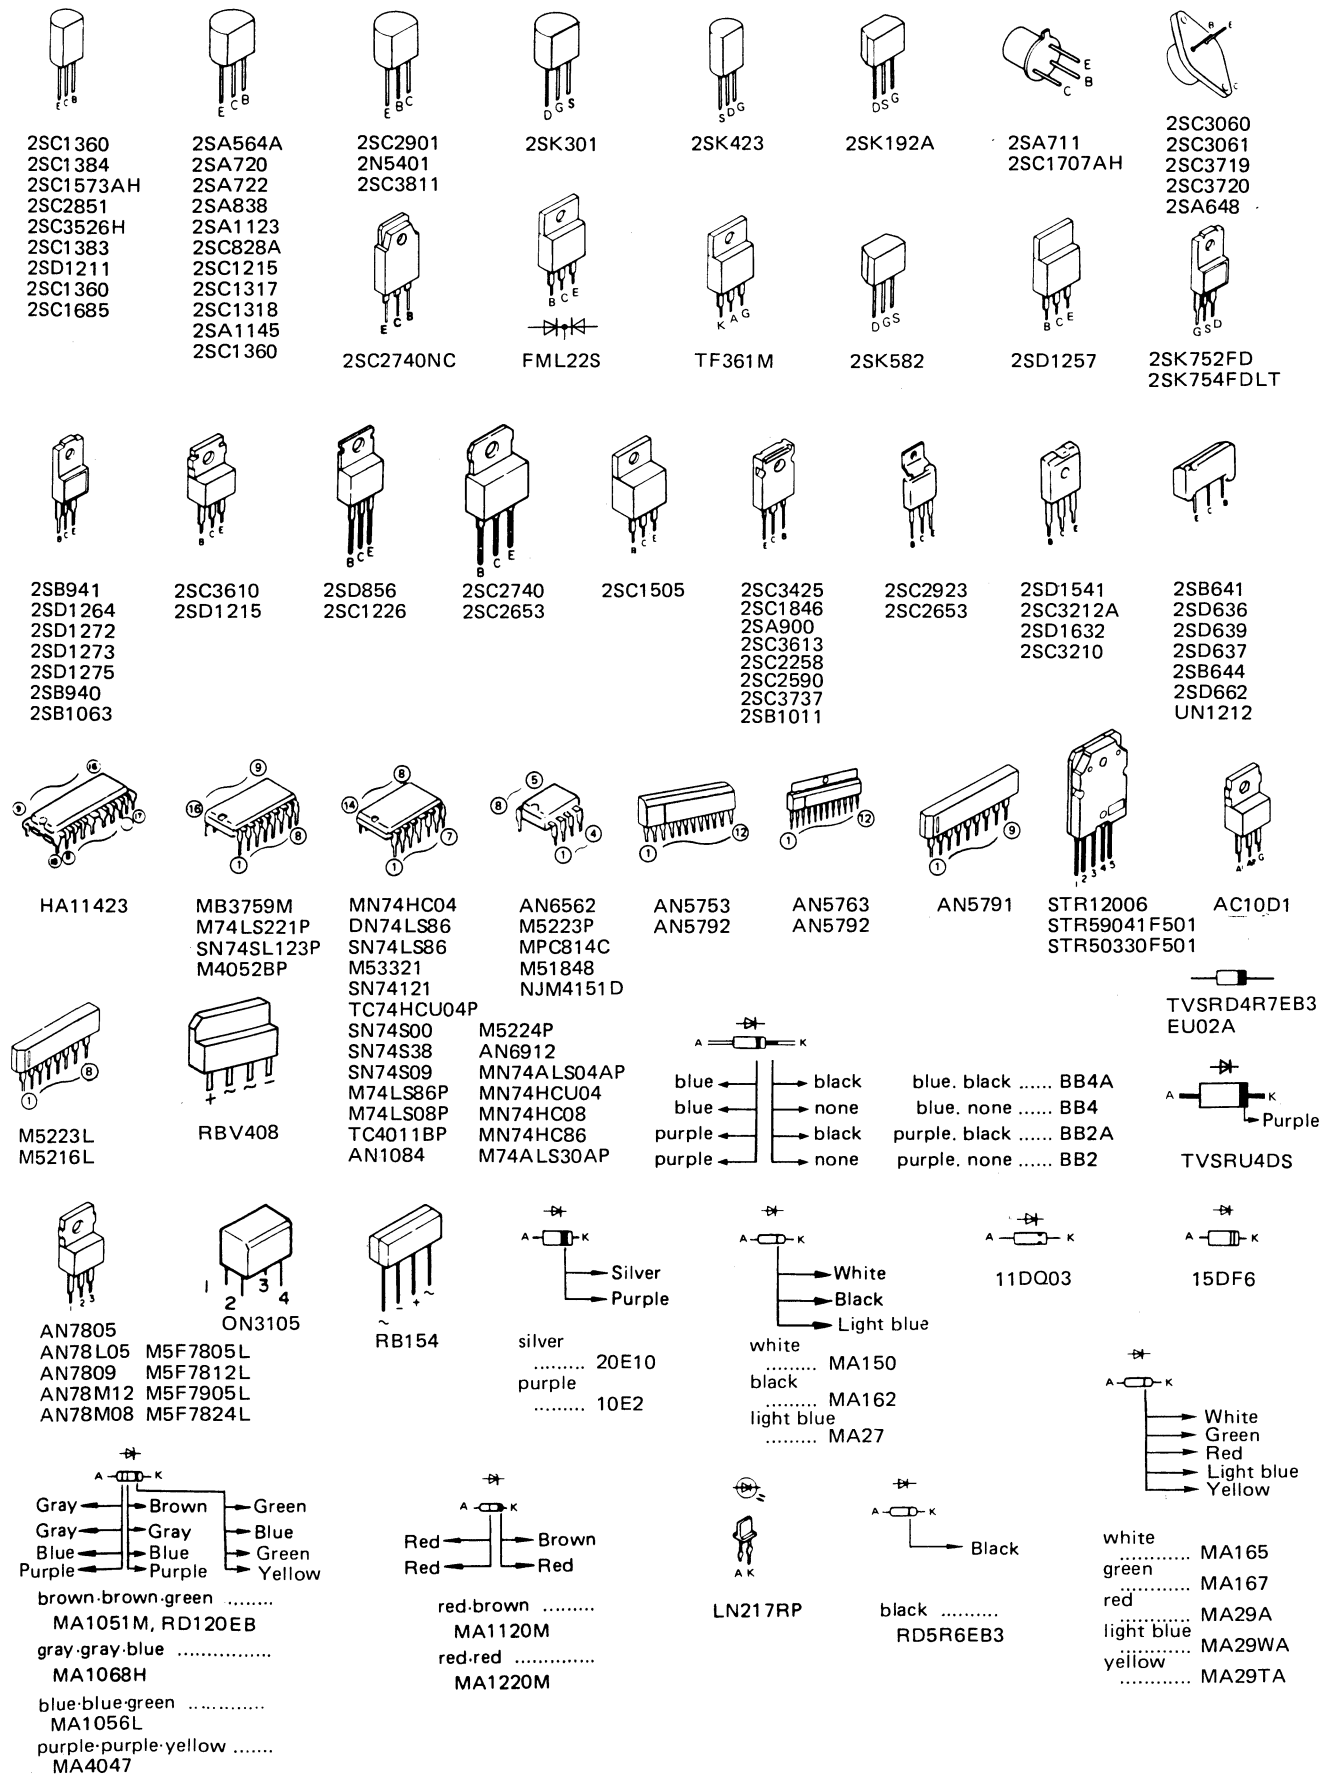 E C B
E C B
E B C
D G S
S D G
D S G
E
B
C
B E
C
2SC1360
2SC1384
2SC1573AH
2SC2851
2SC3526H
2SC1383
2SD1211
2SC1360
2SC1685
2SA564A
2SA720
2SA722
2SA838
2SA1123
2SC828A
2SC1215
2SC1317
2SC1318
2SA1145
2SC1360
2SC2901
2N5401
2SC3811
2SK301
2SK423
2SK192A
2SA711
2SC1707AH
2SC3060
2SC3061
2SC3719
2SC3720
2SA648
E C B
2SC2740NC
B C E
FML22S
K A G
TF361M
D G S
2SK582
B C E
2SD1257
G S D
2SK752FD
2SK754FDLT
B C E
2SB941
2SD1264
2SD1272
2SD1273
2SD1275
2SB940
2SB1063
B C E
2SC3610
2SD1215
B C E
2SD856
2SC1226
B C E
2SC2740
2SC2653
B C E
2SC1505
E C B
2SC3425
2SC1846
2SA900
2SC3613
2SC2258
2SC2590
2SC3737
2SB1011
B C E
2SC2923
2SC2653
B C E
2SD1541
2SC3212A
2SD1632
2SC3210
E C B
2SB641
2SD636
2SD639
2SD637
2SB644
2SD662
UN1212
9
16
17
HA11423
9
16
1
8
MB3759M
M74LS221P
SN74SL123P
M4052BP
8
14
1
7
MN74HC04
DN74LS86
SN74LS86
M53321
SN74121
TC74HCU04P
SN74S00
SN74S38
SN74S09
M74LS86P
M74LS08P
TC4011BP
AN1084
M5224P
AN6912
MN74ALS04AP
MN74HCU04
MN74HC08
MN74HC86
M74ALS30AP
5
8
4
1
AN6562
M5223P
MPC814C
M51848
NJM4151D
1
12
AN5753
AN5792
1
12
AN5763
AN5792
1
9
AN5791
1 2 3 4 5
STR12006
STR59041F501
STR50330F501
G
AC10D1
TVSRD4R7EB3
EU02A
1
8
M5223L
M5216L
+ ~ ~ −
RBV408
A K
blue black
blue none
purple black
purple none
blue. black ...... BB4A
blue. none ...... BB4
purple. black ...... BB2A
purple. none ...... BB2
A K
Purple
TVSRU4DS
1 2 3
AN7805
AN78L05 M5F7805L
AN7809 M5F7812L
AN78M12 M5F7905L
AN78M08 M5F7824L
1 2 3 4
ON3105
~ − + ~
RB154
A K
Silver
Purple
silver
......... 20E10
purple
......... 10E2
A K
White
Black
Light blue
white
......... MA150
black
......... MA162
light blue
......... MA27
A K
11DQ03
A K
15DF6
A K
White
Green
Red
Light blue
Yellow
white
............ MA165
green
............ MA167
red
............ MA29A
light blue
............ MA29WA
yellow
............ MA29TA
A K
Gray Brown Green
Gray Gray Blue
Blue Blue Green
Purple Purple Yellow
brown·brown·green ........
MA1051M, RD120EB
gray·gray·blue ................
MA1068H
blue·blue·green .............
MA1056L
purple·purple·yellow .......
MA4047
A K
Red Brown
Red Red
red·brown .........
MA1120M
red·red ..............
MA1220M
A K
LN217RP
A K
Black
black ..........
RD5R6EB3